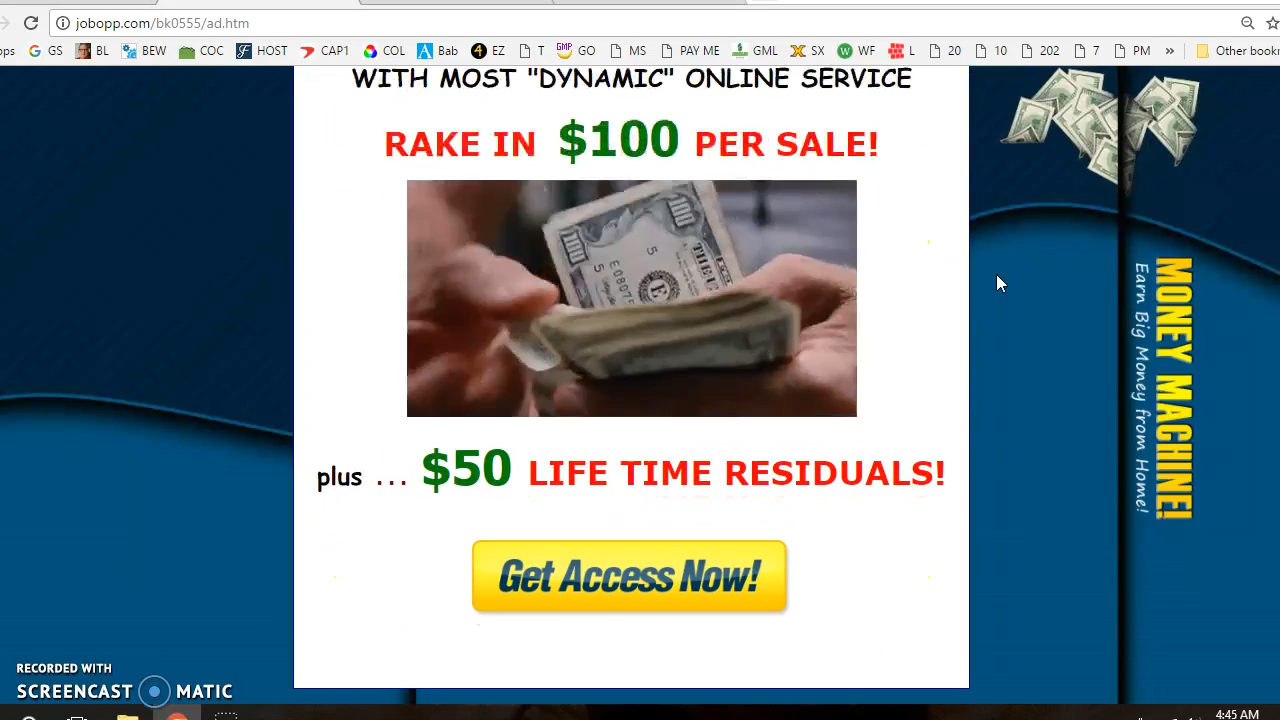 jobopp.com/bk0555/ad.htm
ops GS BL BEW COC HOST CAP1 COL Bab EZ T GO MS PAY ME GML SX WF L 20 10 202 7 PM » Other book
WITH MOST "DYNAMIC" ONLINE SERVICE
RAKE IN $100 PER SALE!
plus ... $50 LIFE TIME RESIDUALS!
Get Access Now!
MONEY MACHINE!
Earn Big Money from Home!
RECORDED WITH
SCREENCAST MATIC
4:45 AM